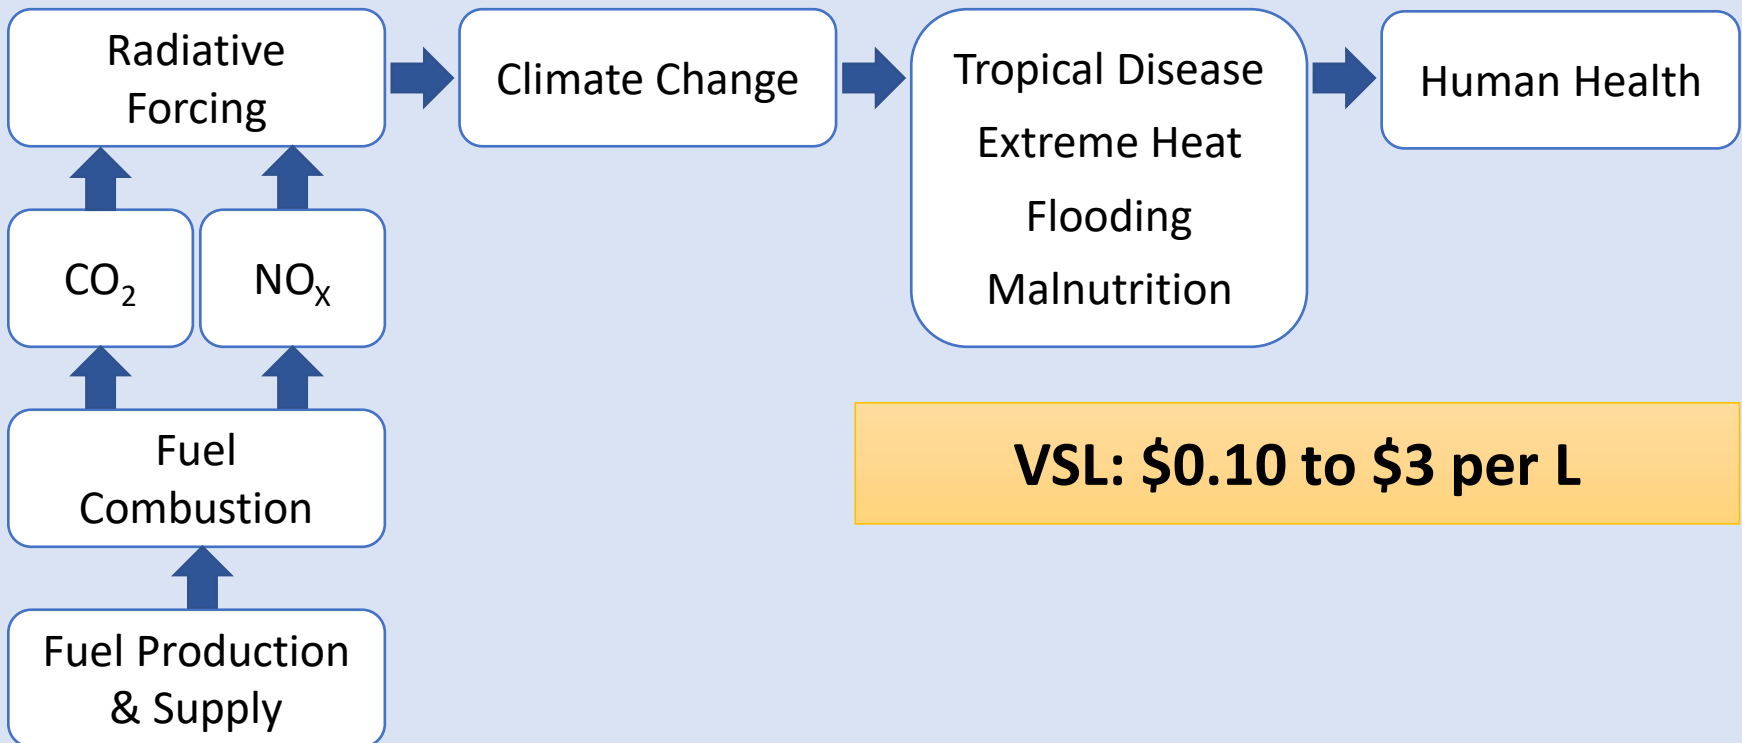 Radiative
Forcing
Climate Change
Tropical Disease
Extreme Heat
Flooding
Malnutrition
Human Health
CO₂
NOₓ
Fuel
Combustion
VSL: $0.10 to $3 per L
Fuel Production
& Supply